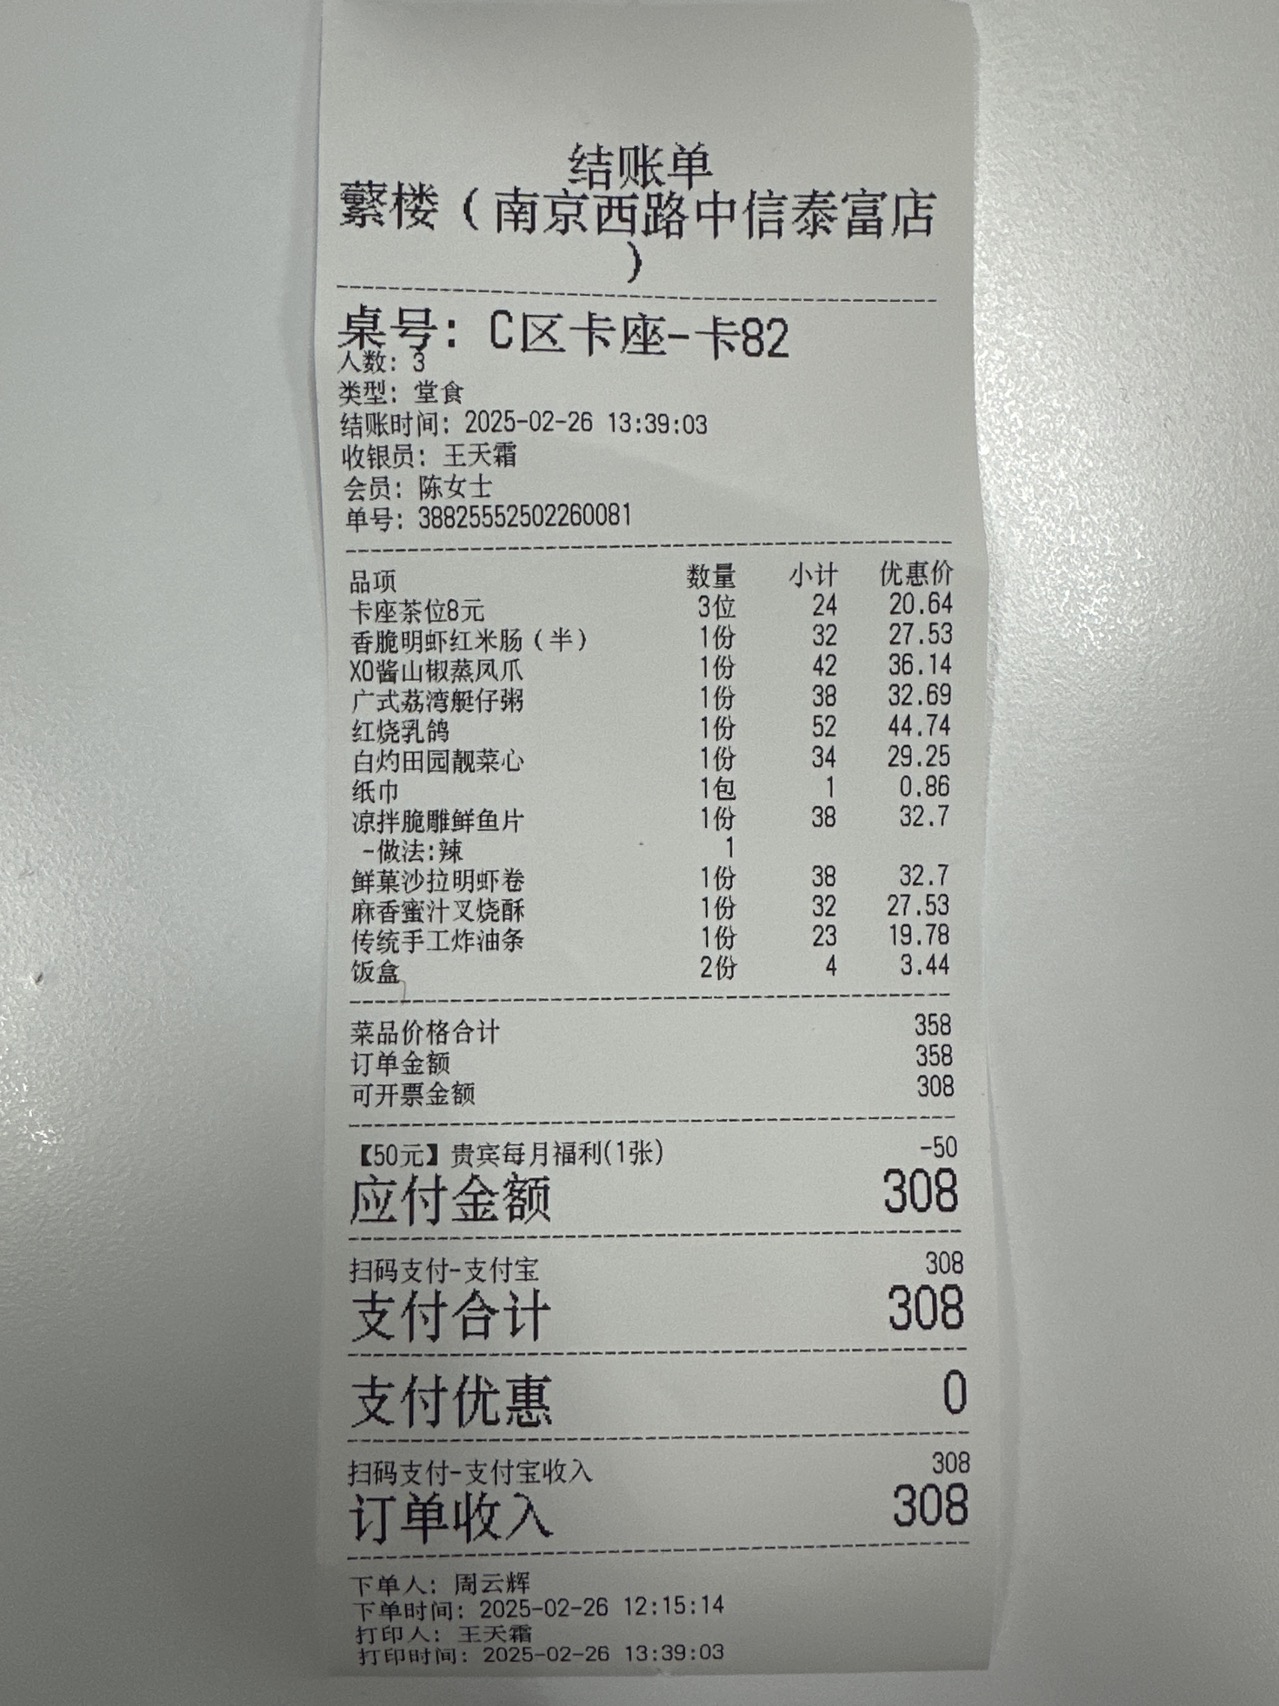 结账单
蘩楼（南京西路中信泰富店
）
桌号: C区卡座-卡82
人数: 3
类型: 堂食
结账时间: 2025-02-26 13:39:03
收银员: 王天霜
会员: 陈女士
单号: 38825552502260081
品项 数量 小计 优惠价
卡座茶位8元 3位 24 20.64
香脆明虾红米肠（半） 1份 32 27.53
XO酱山椒蒸凤爪 1份 42 36.14
广式荔湾艇仔粥 1份 38 32.69
红烧乳鸽 1份 52 44.74
白灼田园靓菜心 1份 34 29.25
纸巾 1包 1 0.86
凉拌脆雕鲜鱼片 1份 38 32.7
-做法:辣 1
鲜菓沙拉明虾卷 1份 38 32.7
麻香蜜汁叉烧酥 1份 32 27.53
传统手工炸油条 1份 23 19.78
饭盒 2份 4 3.44
菜品价格合计 358
订单金额 358
可开票金额 308
【50元】贵宾每月福利(1张) -50
应付金额 308
扫码支付-支付宝 308
支付合计 308
支付优惠 0
扫码支付-支付宝收入 308
订单收入 308
下单人: 周云辉
下单时间: 2025-02-26 12:15:14
打印人: 王天霜
打印时间: 2025-02-26 13:39:03